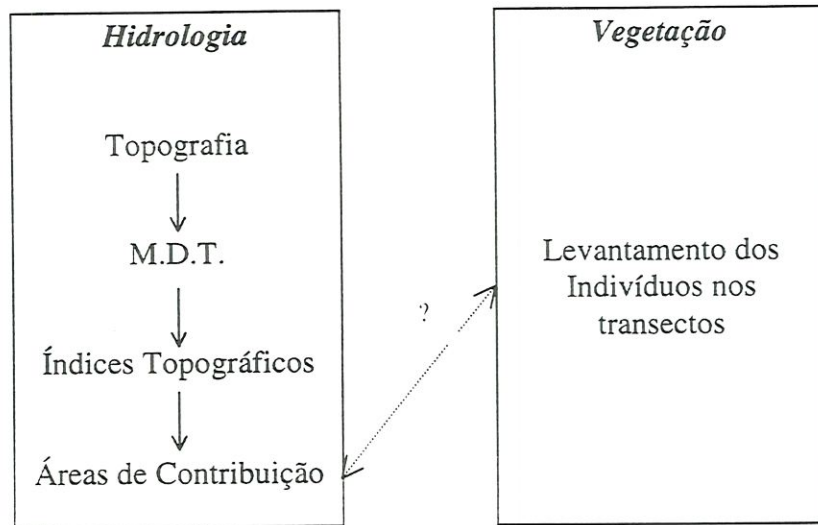 Hidrologia
Topografia
M.D.T.
Índices Topográficos
Áreas de Contribuição
?
Vegetação
Levantamento dos
Indivíduos nos
transectos